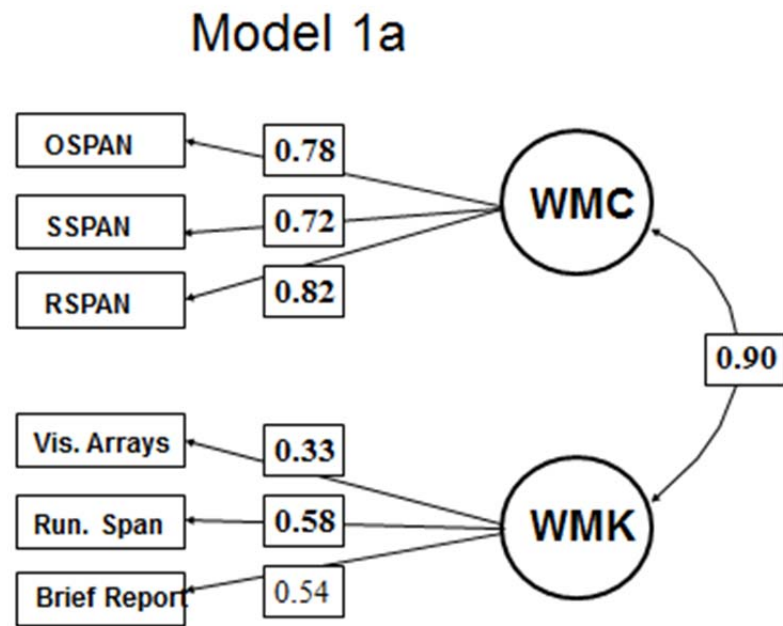 Model 1a
OSPAN
0.78
SSPAN
0.72
RSPAN
0.82
WMC
0.90
Vis. Arrays
0.33
Run. Span
0.58
Brief Report
0.54
WMK